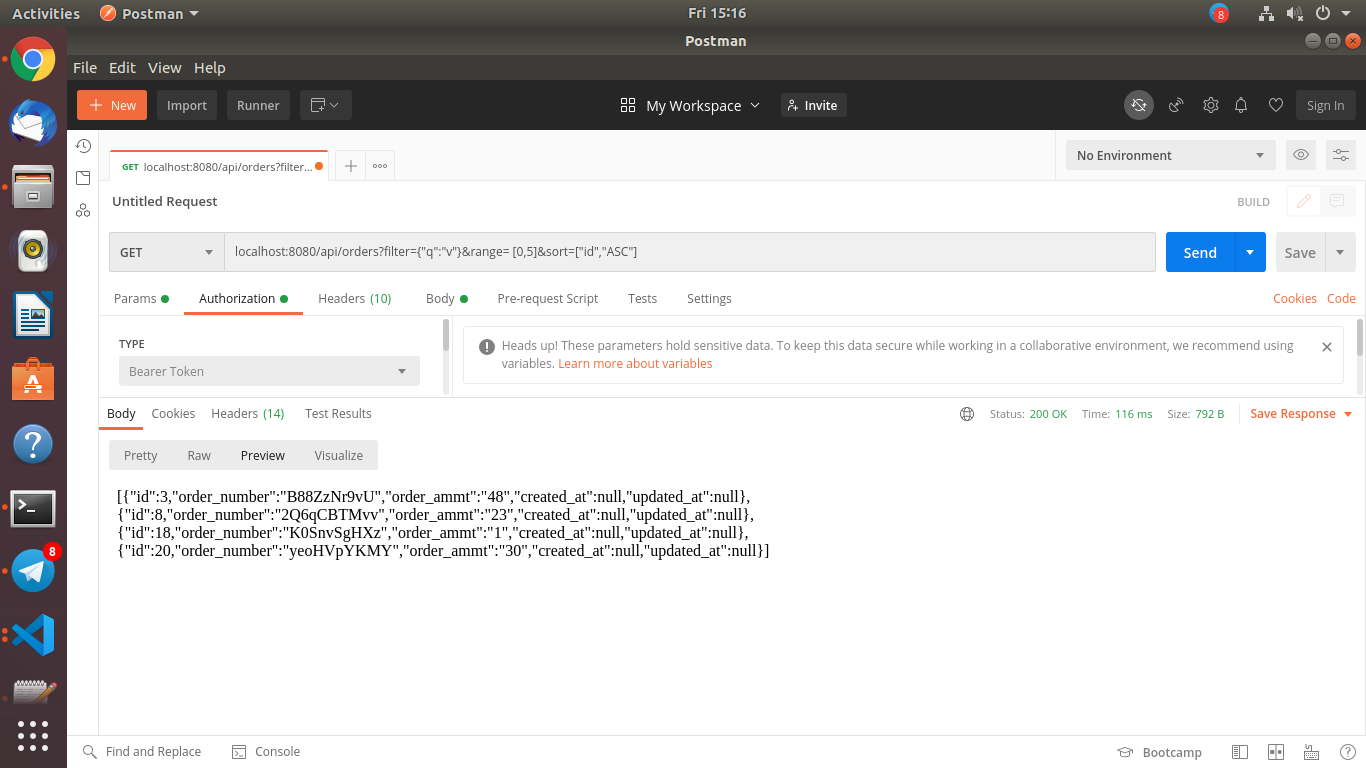 Activities Postman Fri 15:16 8
Postman
File Edit View Help
New Import Runner My Workspace Invite Sign In
GET localhost:8080/api/orders?filter... No Environment
Untitled Request BUILD
GET localhost:8080/api/orders?filter={"q":"v"}&range= [0,5]&sort=["id","ASC"] Send Save
Params Authorization Headers (10) Body Pre-request Script Tests Settings Cookies Code
TYPE
Bearer Token
Heads up! These parameters hold sensitive data. To keep this data secure while working in a collaborative environment, we recommend using
variables. Learn more about variables
Body Cookies Headers (14) Test Results Status: 200 OK Time: 116 ms Size: 792 B Save Response
Pretty Raw Preview Visualize
[{"id":3,"order_number":"B88ZzNr9vU","order_ammt":"48","created_at":null,"updated_at":null},
{"id":8,"order_number":"2Q6qCBTMvv","order_ammt":"23","created_at":null,"updated_at":null},
{"id":18,"order_number":"K0SnvSgHXz","order_ammt":"1","created_at":null,"updated_at":null},
{"id":20,"order_number":"yeoHVpYKMY","order_ammt":"30","created_at":null,"updated_at":null}]
8
Find and Replace Console Bootcamp